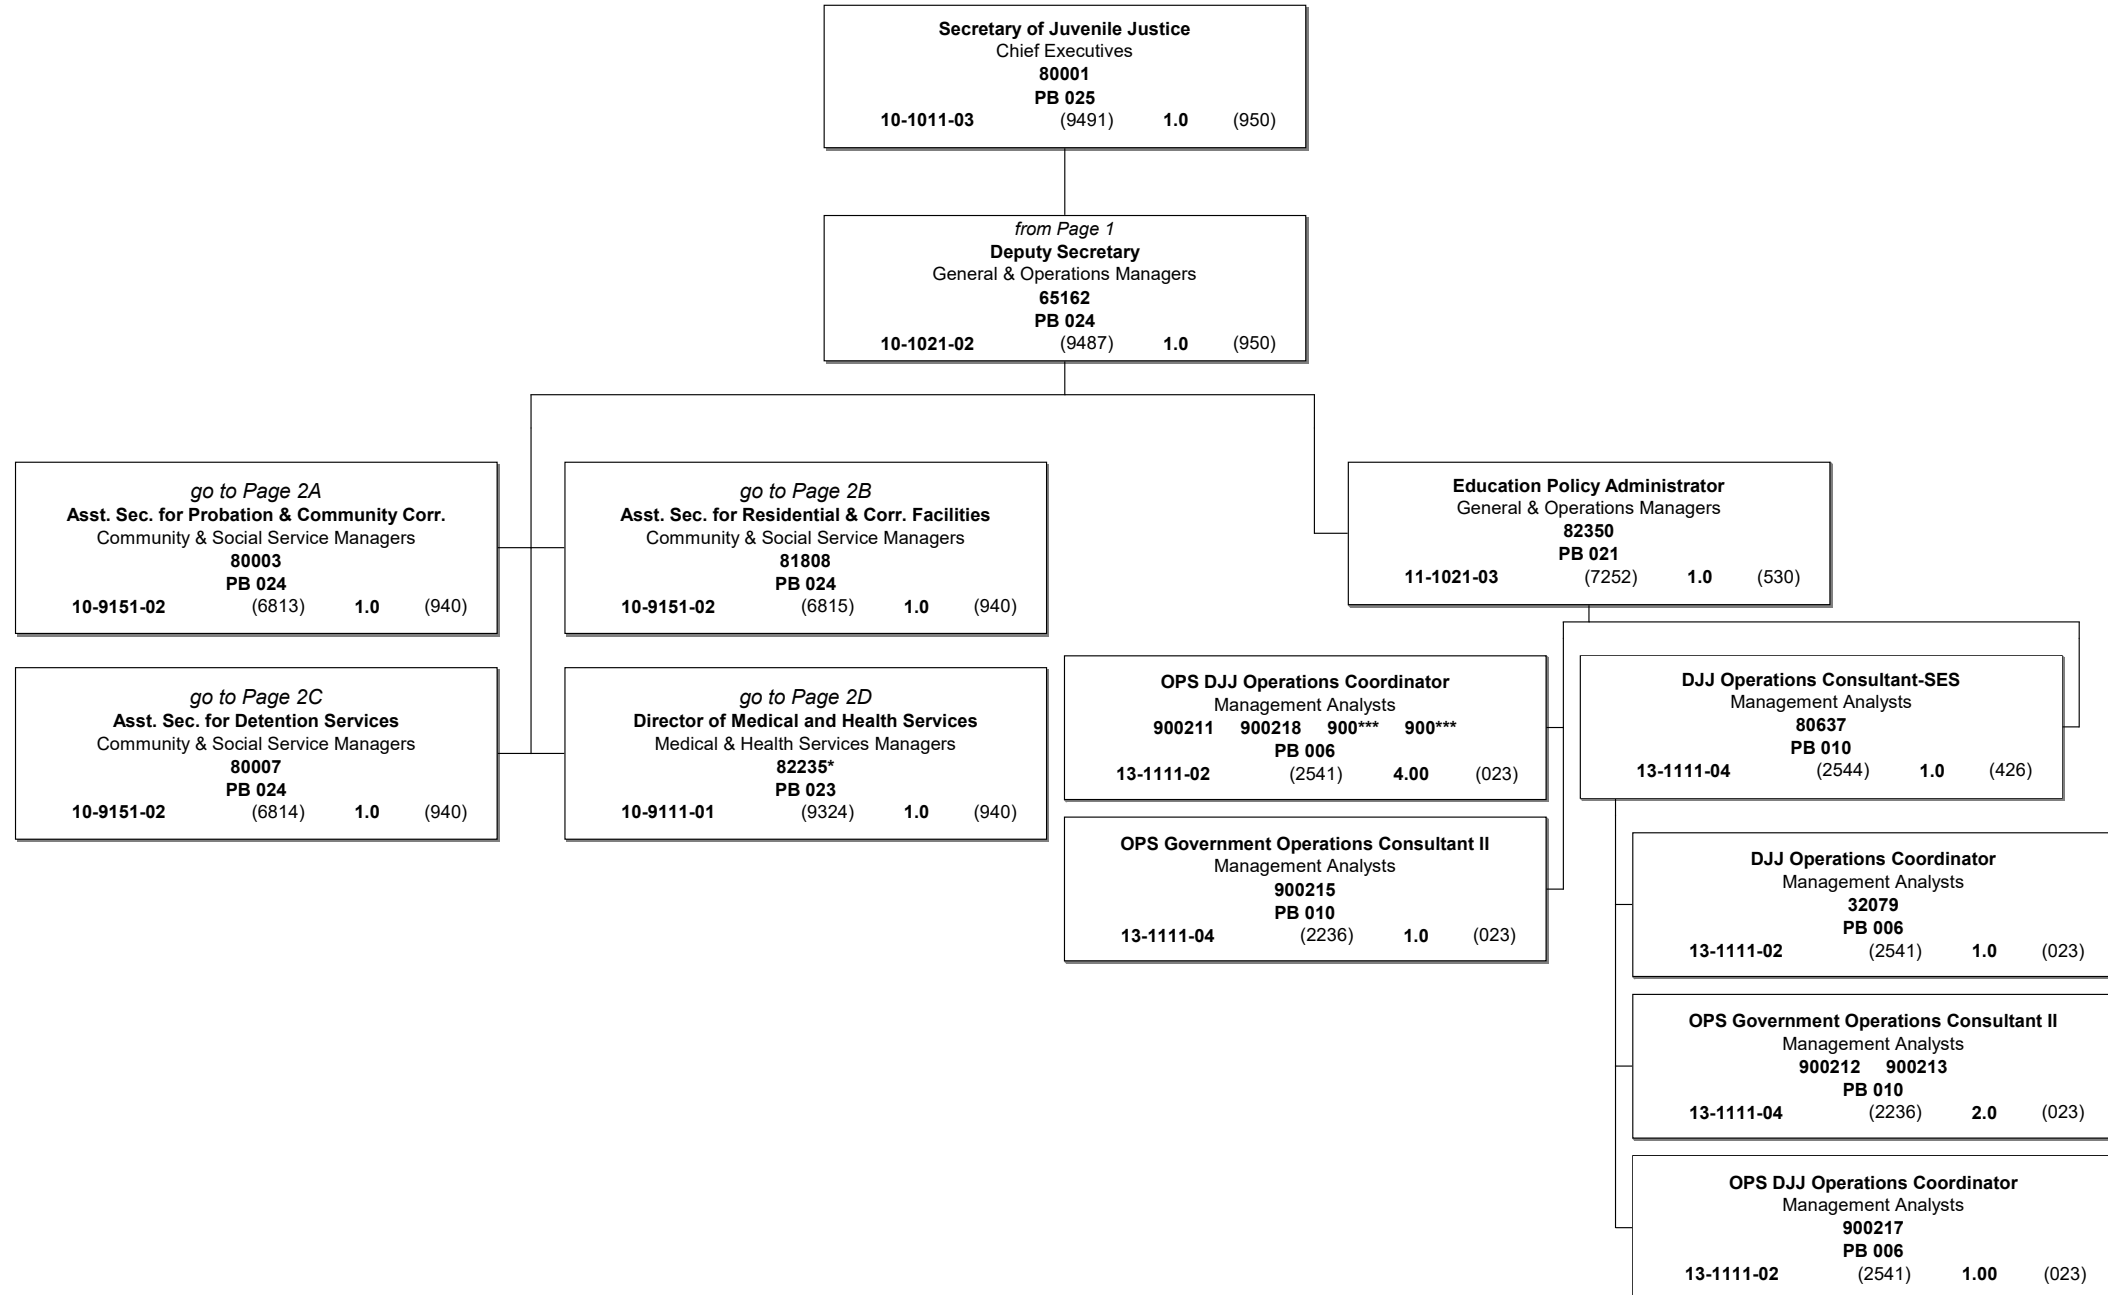 Secretary of Juvenile Justice
Chief Executives
80001
PB 025
10-1011-03 (9491) 1.0 (950)
from Page 1
Deputy Secretary
General & Operations Managers
65162
PB 024
10-1021-02 (9487) 1.0 (950)
go to Page 2A
Asst. Sec. for Probation & Community Corr.
Community & Social Service Managers
80003
PB 024
10-9151-02 (6813) 1.0 (940)
go to Page 2B
Asst. Sec. for Residential & Corr. Facilities
Community & Social Service Managers
81808
PB 024
10-9151-02 (6815) 1.0 (940)
Education Policy Administrator
General & Operations Managers
82350
PB 021
11-1021-03 (7252) 1.0 (530)
go to Page 2C
Asst. Sec. for Detention Services
Community & Social Service Managers
80007
PB 024
10-9151-02 (6814) 1.0 (940)
go to Page 2D
Director of Medical and Health Services
Medical & Health Services Managers
82235*
PB 023
10-9111-01 (9324) 1.0 (940)
OPS DJJ Operations Coordinator
Management Analysts
900211 900218 900*** 900***
PB 006
13-1111-02 (2541) 4.00 (023)
DJJ Operations Consultant-SES
Management Analysts
80637
PB 010
13-1111-04 (2544) 1.0 (426)
OPS Government Operations Consultant II
Management Analysts
900215
PB 010
13-1111-04 (2236) 1.0 (023)
DJJ Operations Coordinator
Management Analysts
32079
PB 006
13-1111-02 (2541) 1.0 (023)
OPS Government Operations Consultant II
Management Analysts
900212 900213
PB 010
13-1111-04 (2236) 2.0 (023)
OPS DJJ Operations Coordinator
Management Analysts
900217
PB 006
13-1111-02 (2541) 1.00 (023)